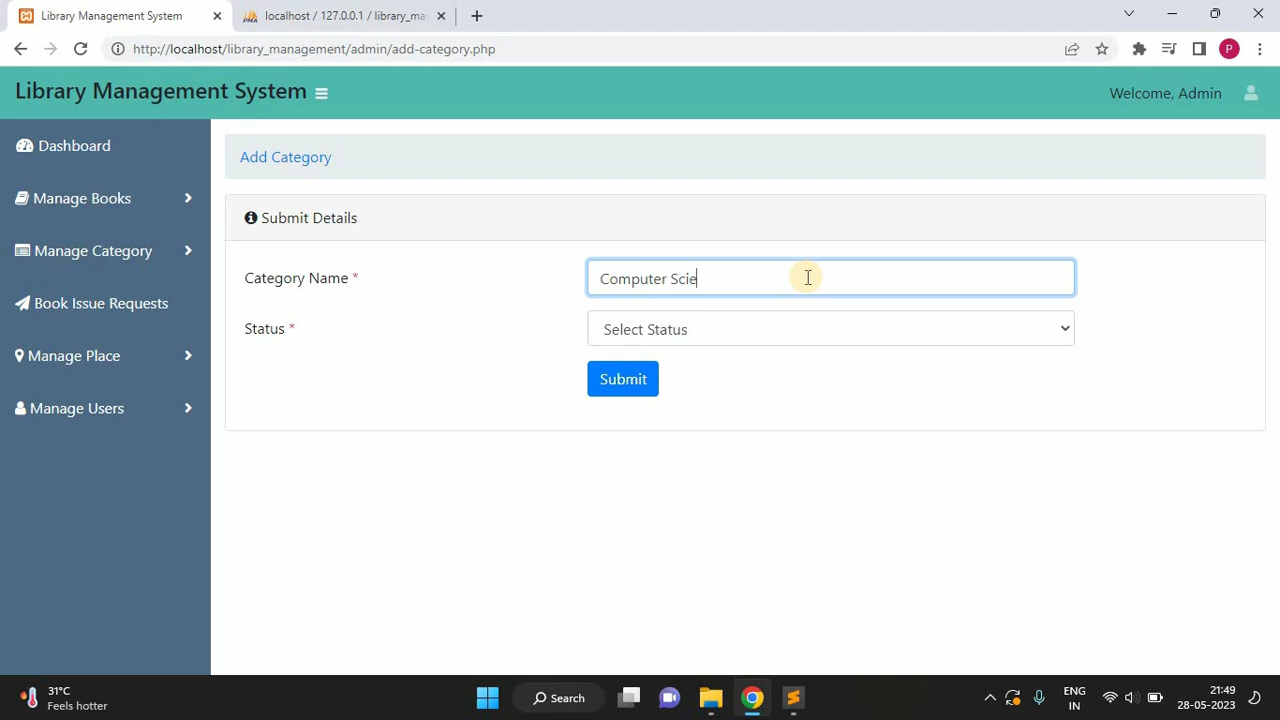 Library Management System
localhost / 127.0.0.1 / library_ma
http://localhost/library_management/admin/add-category.php
P
Library Management System
Welcome, Admin
Dashboard
Manage Books
Manage Category
Book Issue Requests
Manage Place
Manage Users
Add Category
Submit Details
Category Name *
Computer Scie
Status *
Select Status
Submit
31°C
Feels hotter
Search
ENG
IN
21:49
28-05-2023